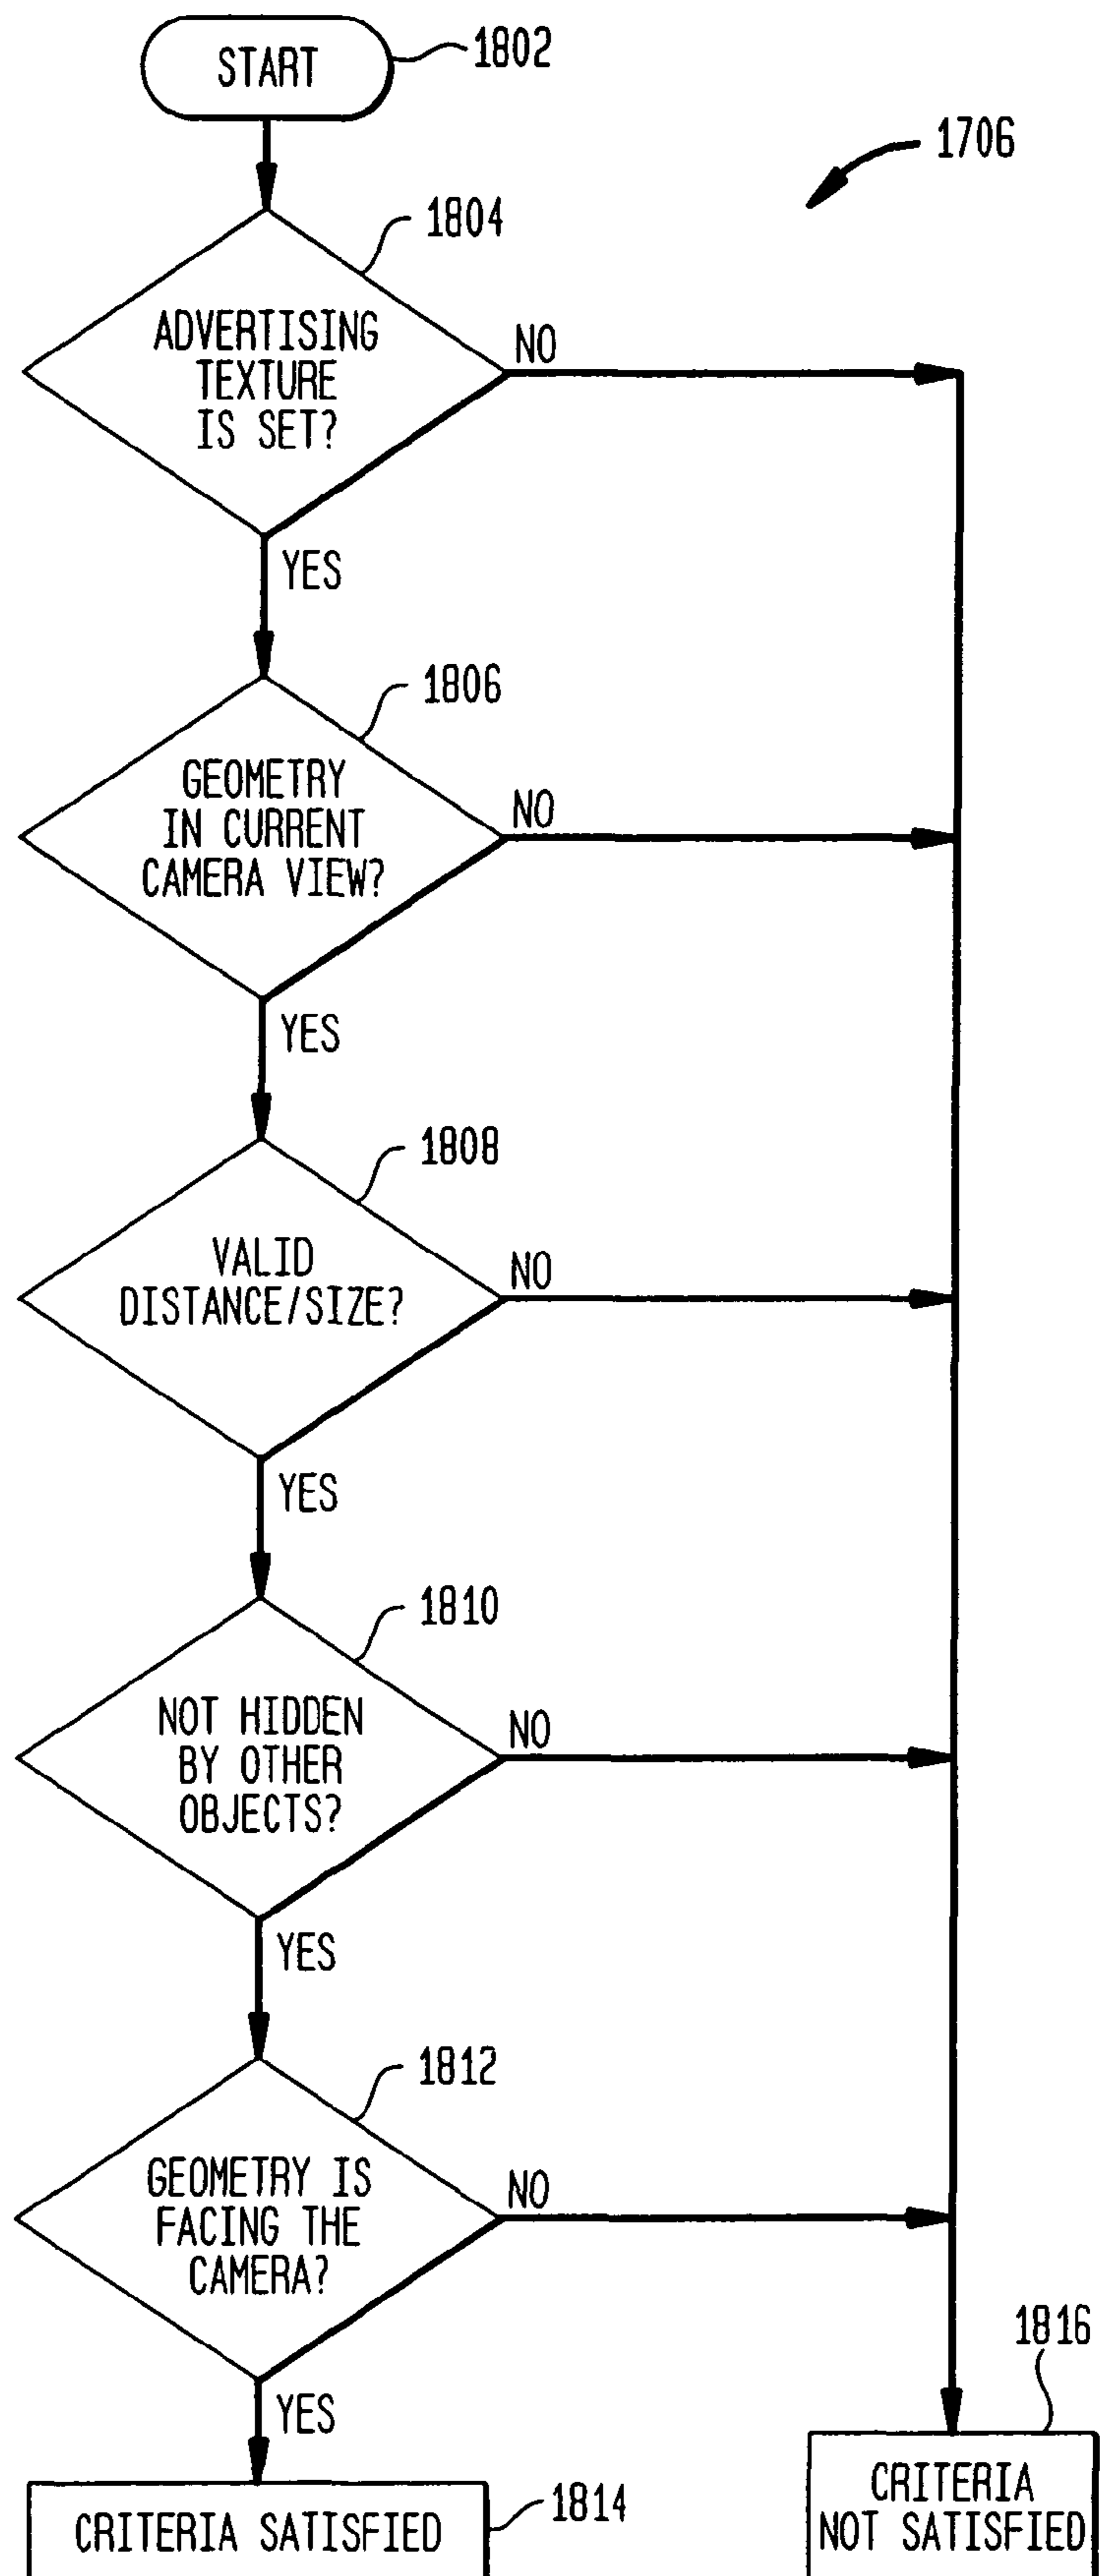 START
1802
1706
1804
ADVERTISING
TEXTURE
IS SET?
NO
YES
1806
GEOMETRY
IN CURRENT
CAMERA VIEW?
NO
YES
1808
VALID
DISTANCE/SIZE?
NO
YES
1810
NOT HIDDEN
BY OTHER
OBJECTS?
NO
YES
1812
GEOMETRY IS
FACING THE
CAMERA?
NO
YES
1816
CRITERIA
NOT SATISFIED
CRITERIA SATISFIED
1814